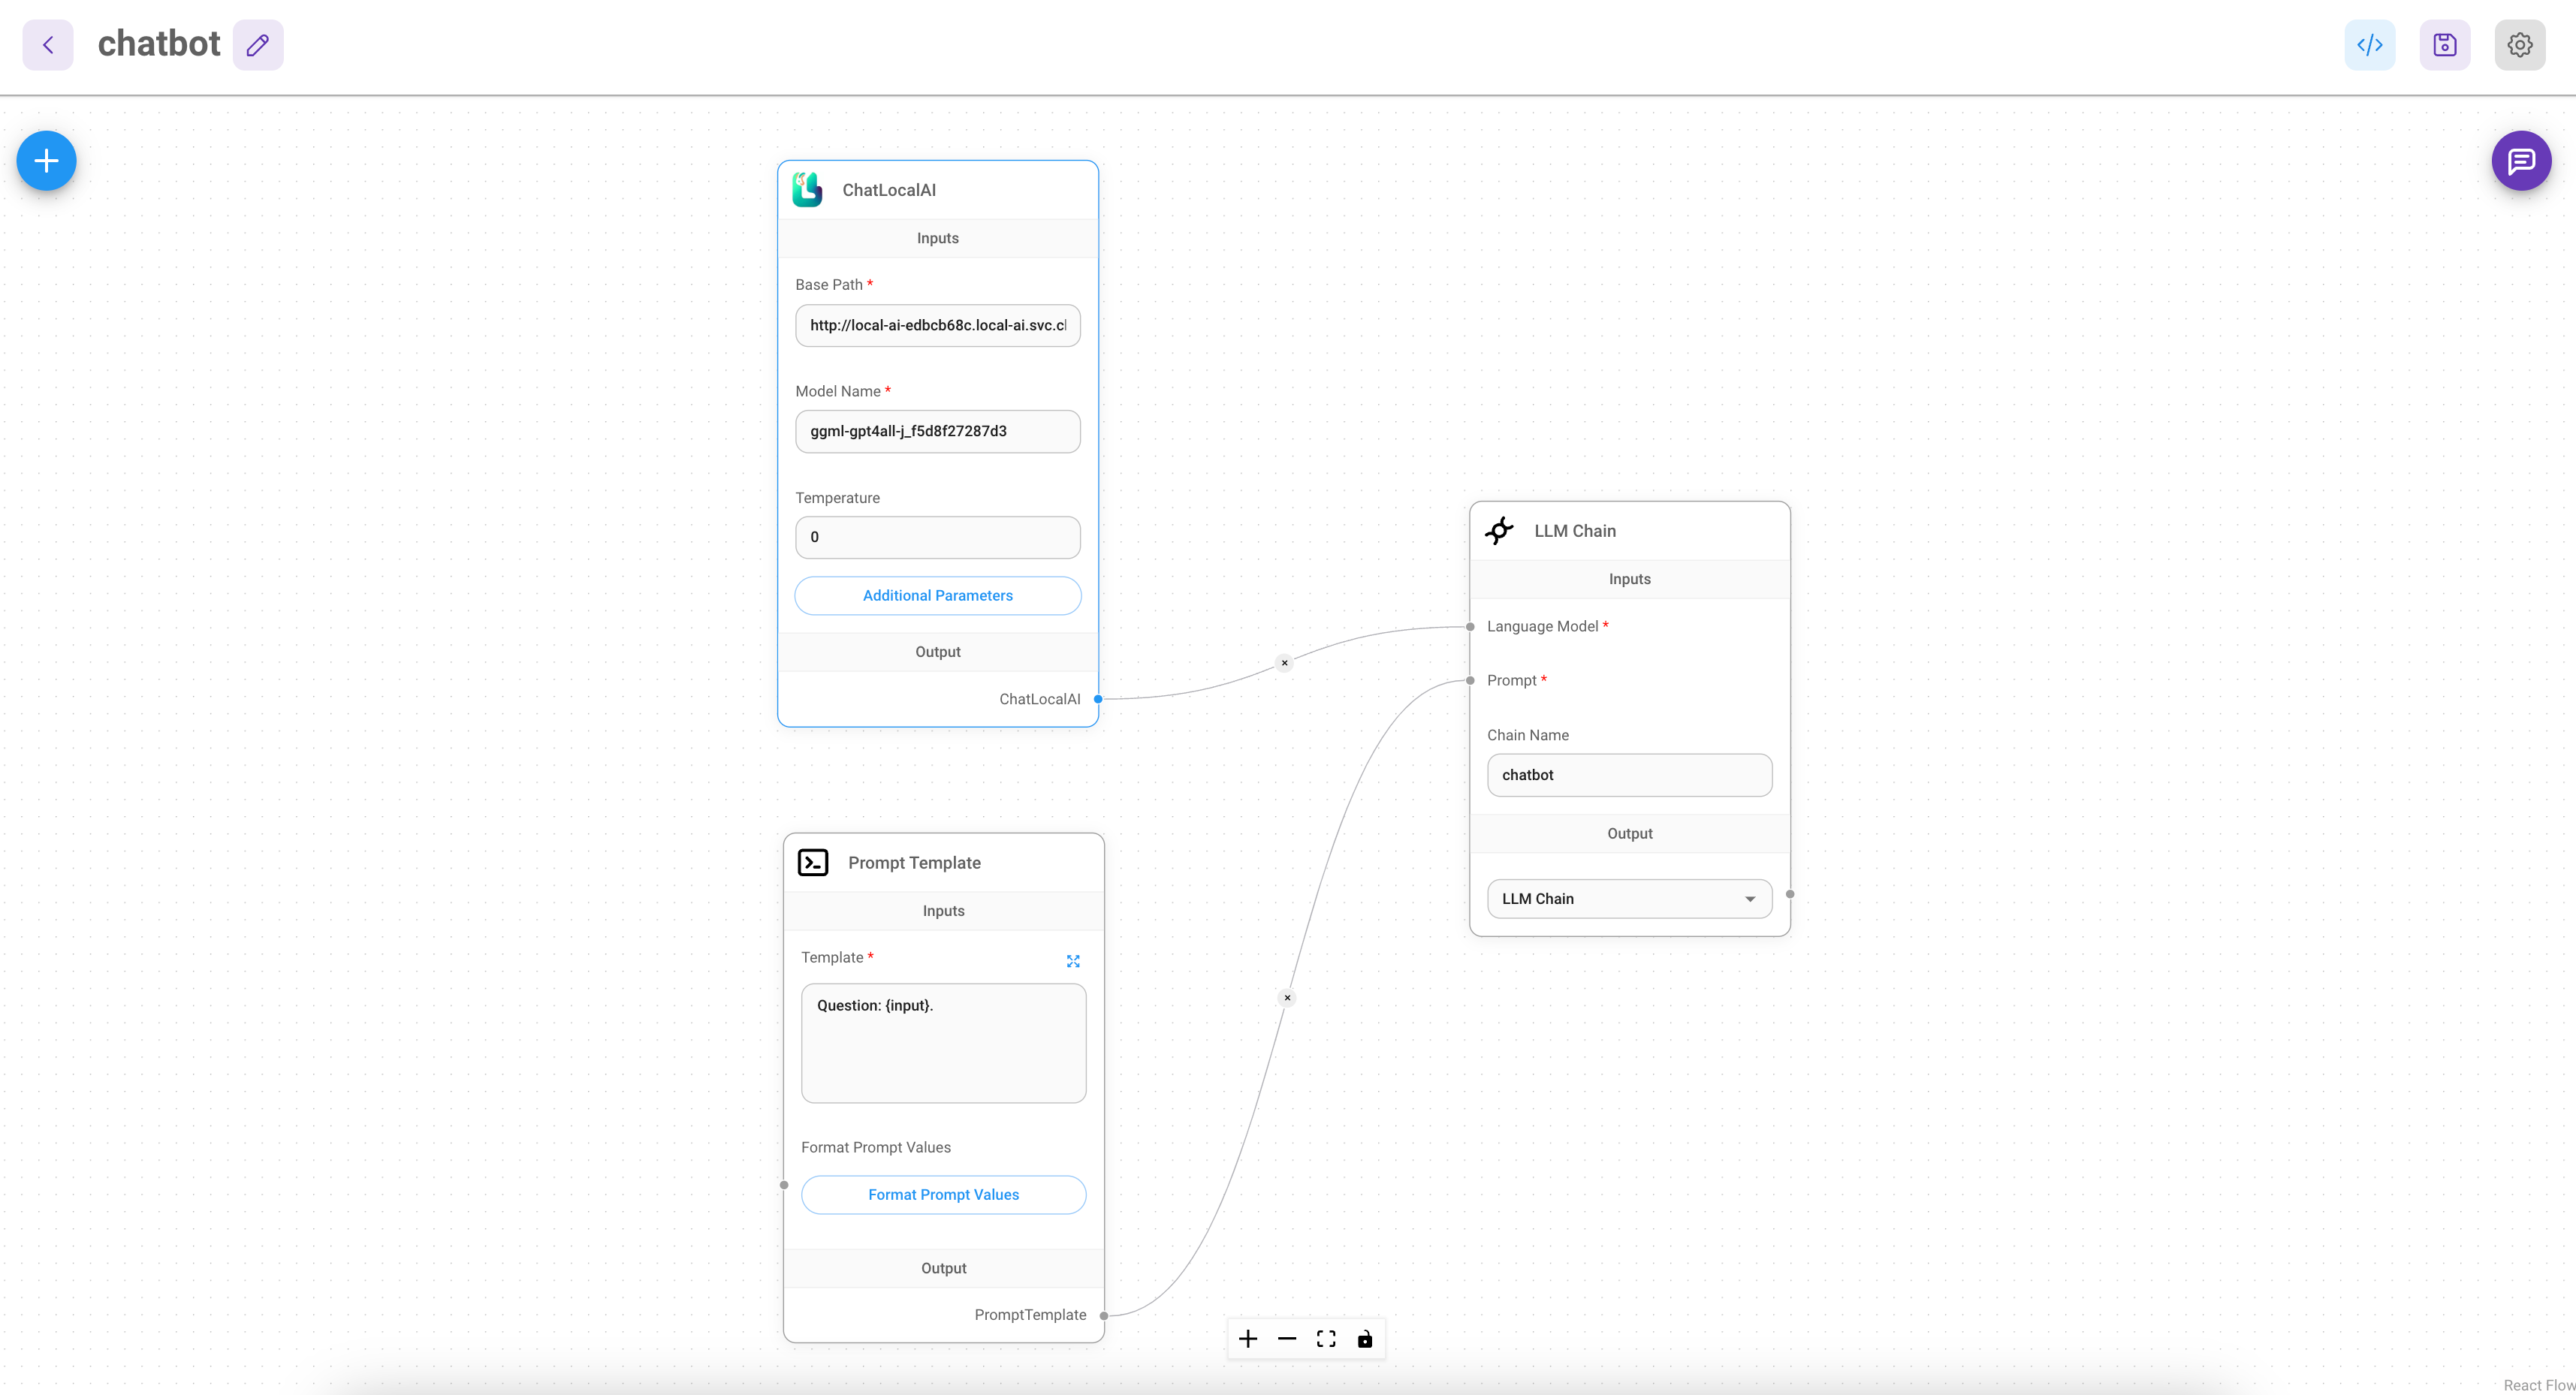 chatbot
ChatLocalAI
Inputs
Base Path *
http://local-ai-edbcb68c.local-ai.svc.cl
Model Name *
ggml-gpt4all-j_f5d8f27287d3
Temperature
0
Additional Parameters
Output
ChatLocalAI
Prompt Template
Inputs
Template *
Question: {input}.
Format Prompt Values
Format Prompt Values
Output
PromptTemplate
LLM Chain
Inputs
Language Model *
Prompt *
Chain Name
chatbot
Output
LLM Chain
React Flow